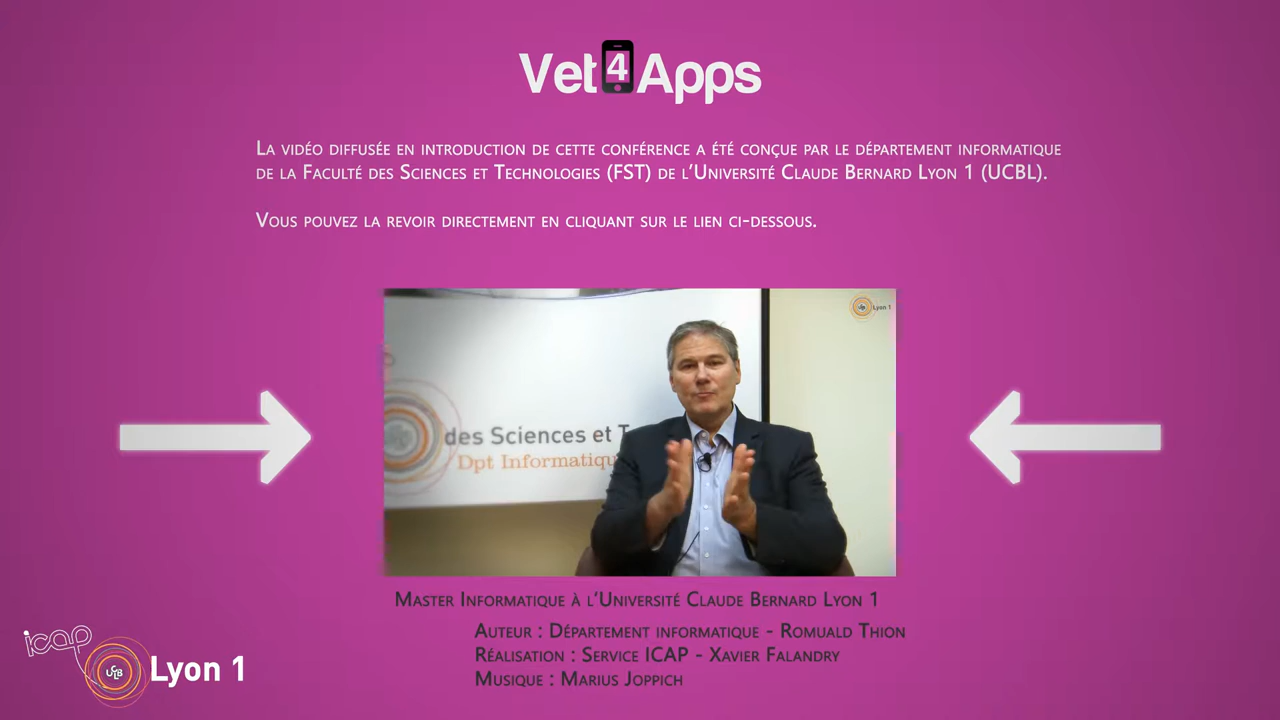 Vet4Apps
La vidéo diffusée en introduction de cette conférence a été conçue par le département informatique
de la Faculté des Sciences et Technologies (FST) de l'Université Claude Bernard Lyon 1 (UCBL).
Vous pouvez la revoir directement en cliquant sur le lien ci-dessous.
Lyon 1
des Sciences et T
Dpt Informatiqu
Master Informatique à l'Université Claude Bernard Lyon 1
Auteur : Département informatique - Romuald Thion
Réalisation : Service ICAP - Xavier Falandry
Musique : Marius Joppich
icap
UCLB
Lyon 1